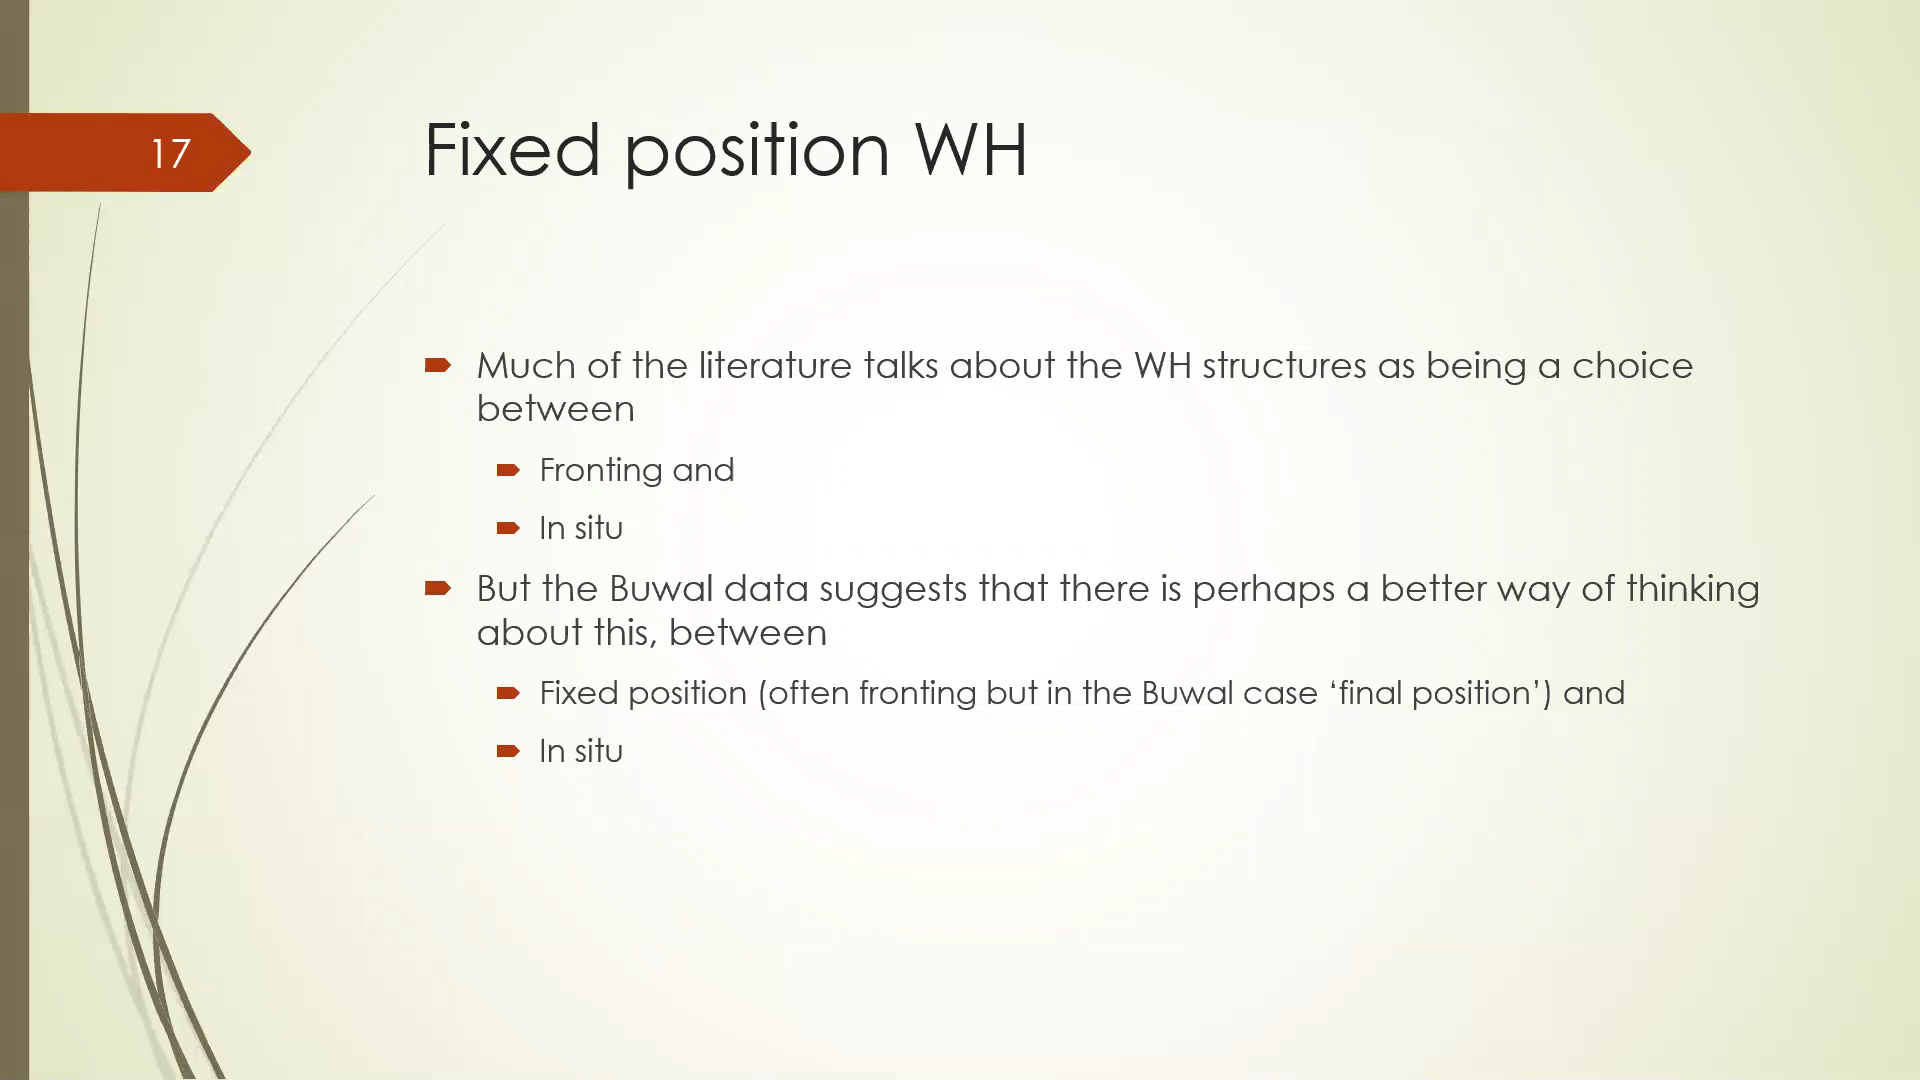 17
Fixed position WH
Much of the literature talks about the WH structures as being a choice
between
Fronting and
In situ
But the Buwal data suggests that there is perhaps a better way of thinking
about this, between
Fixed position (often fronting but in the Buwal case ‘final position’) and
In situ